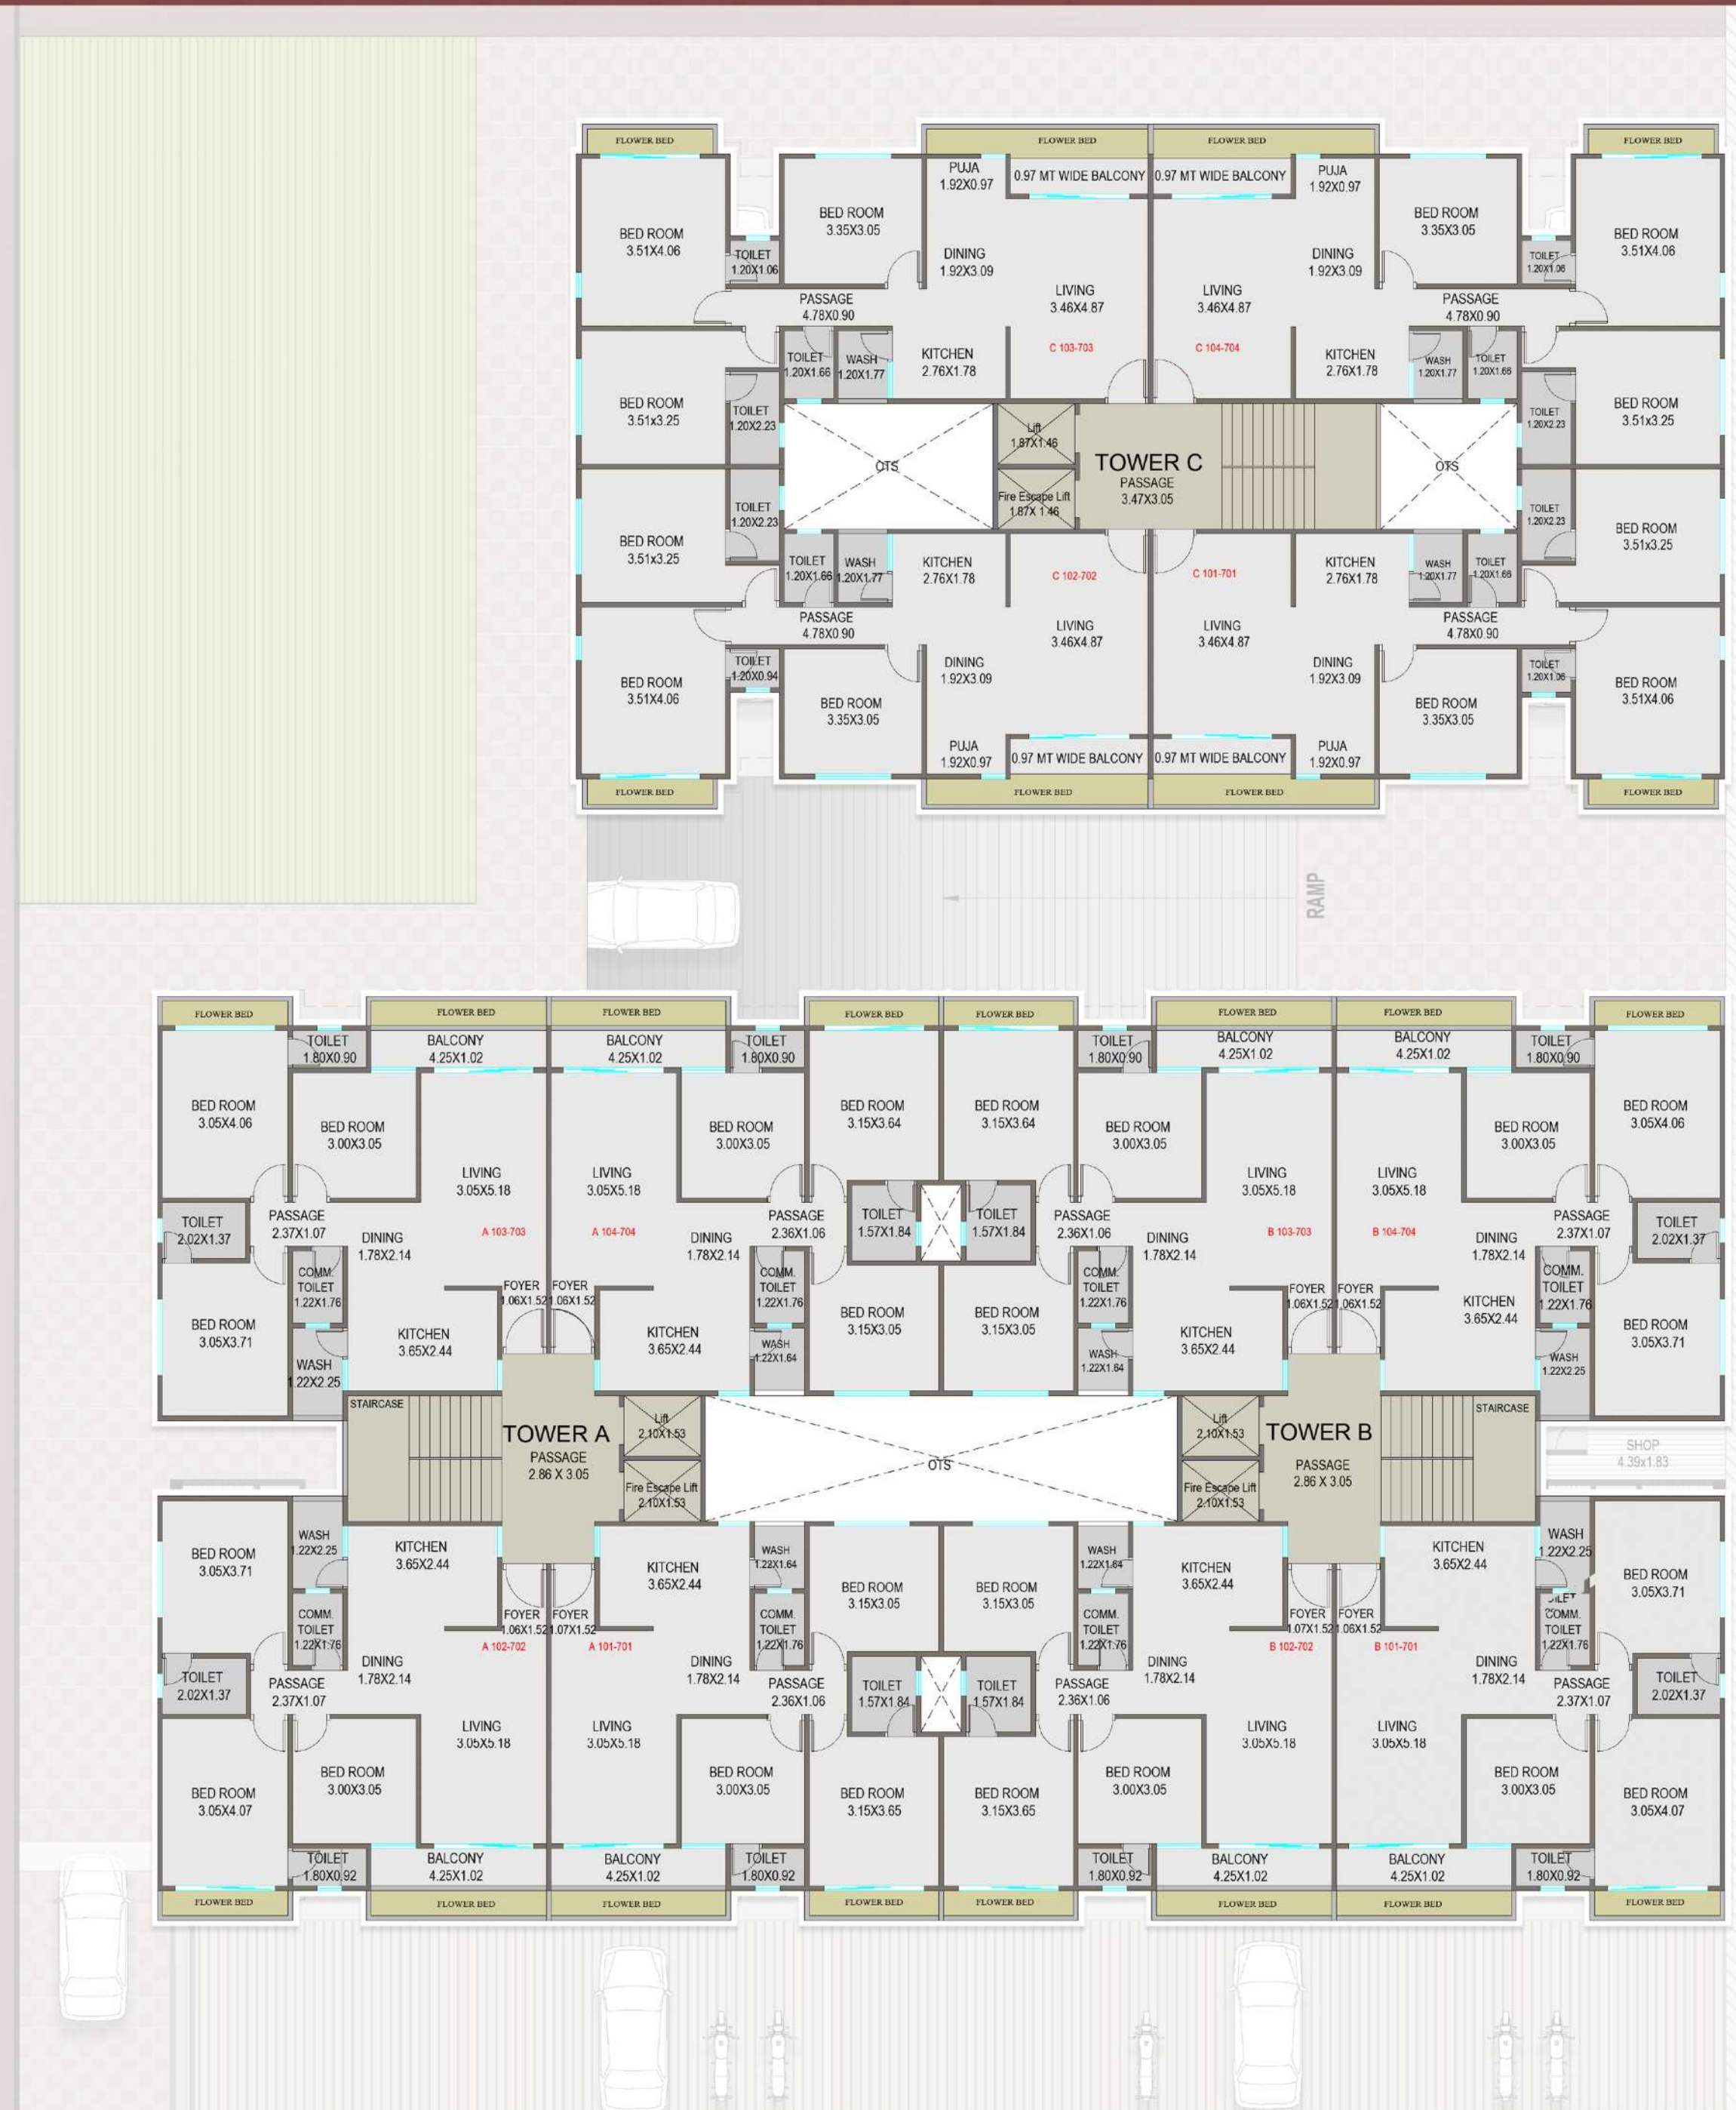 FLOWER BED
FLOWER BED
FLOWER BED
FLOWER BED
PUJA
1.92X0.97
0.97 MT WIDE BALCONY
0.97 MT WIDE BALCONY
PUJA
1.92X0.97
BED ROOM
3.51X4.06
BED ROOM
3.35X3.05
BED ROOM
3.35X3.05
BED ROOM
3.51X4.06
TOILET
1.20X1.06
DINING
1.92X3.09
DINING
1.92X3.09
TOILET
1.20X1.06
LIVING
3.46X4.87
LIVING
3.46X4.87
PASSAGE
4.78X0.90
PASSAGE
4.78X0.90
C 103-703
C 104-704
TOILET
1.20X1.66
WASH
1.20X1.77
KITCHEN
2.76X1.78
KITCHEN
2.76X1.78
WASH
1.20X1.77
TOILET
1.20X1.66
BED ROOM
3.51x3.25
TOILET
1.20X2.23
TOILET
1.20X2.23
BED ROOM
3.51x3.25
Lift
1.87X1.46
OTS
TOWER C
PASSAGE
3.47X3.05
OTS
Fire Escape Lift
1.87X 1.46
BED ROOM
3.51x3.25
TOILET
1.20X2.23
TOILET
1.20X2.23
BED ROOM
3.51x3.25
TOILET
1.20X1.66
WASH
1.20X1.77
KITCHEN
2.76X1.78
C 102-702
C 101-701
KITCHEN
2.76X1.78
WASH
1.20X1.77
TOILET
1.20X1.66
PASSAGE
4.78X0.90
LIVING
3.46X4.87
LIVING
3.46X4.87
PASSAGE
4.78X0.90
BED ROOM
3.51X4.06
TOILET
1.20X0.94
DINING
1.92X3.09
DINING
1.92X3.09
TOILET
1.20X1.06
BED ROOM
3.51X4.06
BED ROOM
3.35X3.05
BED ROOM
3.35X3.05
PUJA
1.92X0.97
0.97 MT WIDE BALCONY
0.97 MT WIDE BALCONY
PUJA
1.92X0.97
FLOWER BED
FLOWER BED
FLOWER BED
FLOWER BED
RAMP
FLOWER BED
FLOWER BED
FLOWER BED
FLOWER BED
FLOWER BED
FLOWER BED
FLOWER BED
FLOWER BED
TOILET
1.80X0.90
BALCONY
4.25X1.02
BALCONY
4.25X1.02
TOILET
1.80X0.90
TOILET
1.80X0.90
BALCONY
4.25X1.02
BALCONY
4.25X1.02
TOILET
1.80X0.90
BED ROOM
3.05X4.06
BED ROOM
3.00X3.05
BED ROOM
3.00X3.05
BED ROOM
3.15X3.64
BED ROOM
3.15X3.64
BED ROOM
3.00X3.05
BED ROOM
3.00X3.05
BED ROOM
3.05X4.06
LIVING
3.05X5.18
LIVING
3.05X5.18
LIVING
3.05X5.18
LIVING
3.05X5.18
TOILET
2.02X1.37
PASSAGE
2.37X1.07
DINING
1.78X2.14
A 103-703
A 104-704
DINING
1.78X2.14
PASSAGE
2.36X1.06
TOILET
1.57X1.84
TOILET
1.57X1.84
PASSAGE
2.36X1.06
DINING
1.78X2.14
B 103-703
B 104-704
DINING
1.78X2.14
PASSAGE
2.37X1.07
TOILET
2.02X1.37
COMM.
TOILET
1.22X1.76
FOYER
1.06X1.52
FOYER
1.06X1.52
COMM.
TOILET
1.22X1.76
COMM.
TOILET
1.22X1.76
FOYER
1.06X1.52
FOYER
1.06X1.52
COMM.
TOILET
1.22X1.76
BED ROOM
3.05X3.71
WASH
1.22X2.25
KITCHEN
3.65X2.44
KITCHEN
3.65X2.44
WASH
1.22X1.64
BED ROOM
3.15X3.05
BED ROOM
3.15X3.05
WASH
1.22X1.64
KITCHEN
3.65X2.44
KITCHEN
3.65X2.44
WASH
1.22X2.25
BED ROOM
3.05X3.71
STAIRCASE
TOWER A
PASSAGE
2.86 X 3.05
Lift
2.10X1.53
Fire Escape Lift
2.10X1.53
OTS
Lift
2.10X1.53
Fire Escape Lift
2.10X1.53
TOWER B
PASSAGE
2.86 X 3.05
STAIRCASE
SHOP
4.39x1.83
BED ROOM
3.05X3.71
WASH
1.22X2.25
KITCHEN
3.65X2.44
KITCHEN
3.65X2.44
WASH
1.22X1.64
BED ROOM
3.15X3.05
BED ROOM
3.15X3.05
WASH
1.22X1.64
KITCHEN
3.65X2.44
KITCHEN
3.65X2.44
WASH
1.22X2.25
BED ROOM
3.05X3.71
COMM.
TOILET
1.22X1.76
FOYER
1.06X1.52
FOYER
1.07X1.52
COMM.
TOILET
1.22X1.76
COMM.
TOILET
1.22X1.76
FOYER
1.07X1.52
FOYER
1.06X1.52
COMM.
TOILET
1.22X1.76
A 102-702
A 101-701
B 102-702
B 101-701
TOILET
2.02X1.37
PASSAGE
2.37X1.07
DINING
1.78X2.14
DINING
1.78X2.14
PASSAGE
2.36X1.06
TOILET
1.57X1.84
TOILET
1.57X1.84
PASSAGE
2.36X1.06
DINING
1.78X2.14
DINING
1.78X2.14
PASSAGE
2.37X1.07
TOILET
2.02X1.37
LIVING
3.05X5.18
LIVING
3.05X5.18
LIVING
3.05X5.18
LIVING
3.05X5.18
BED ROOM
3.05X4.07
BED ROOM
3.00X3.05
BED ROOM
3.00X3.05
BED ROOM
3.15X3.65
BED ROOM
3.15X3.65
BED ROOM
3.00X3.05
BED ROOM
3.00X3.05
BED ROOM
3.05X4.07
TOILET
1.80X0.92
BALCONY
4.25X1.02
BALCONY
4.25X1.02
TOILET
1.80X0.92
TOILET
1.80X0.92
BALCONY
4.25X1.02
BALCONY
4.25X1.02
TOILET
1.80X0.92
FLOWER BED
FLOWER BED
FLOWER BED
FLOWER BED
FLOWER BED
FLOWER BED
FLOWER BED
FLOWER BED